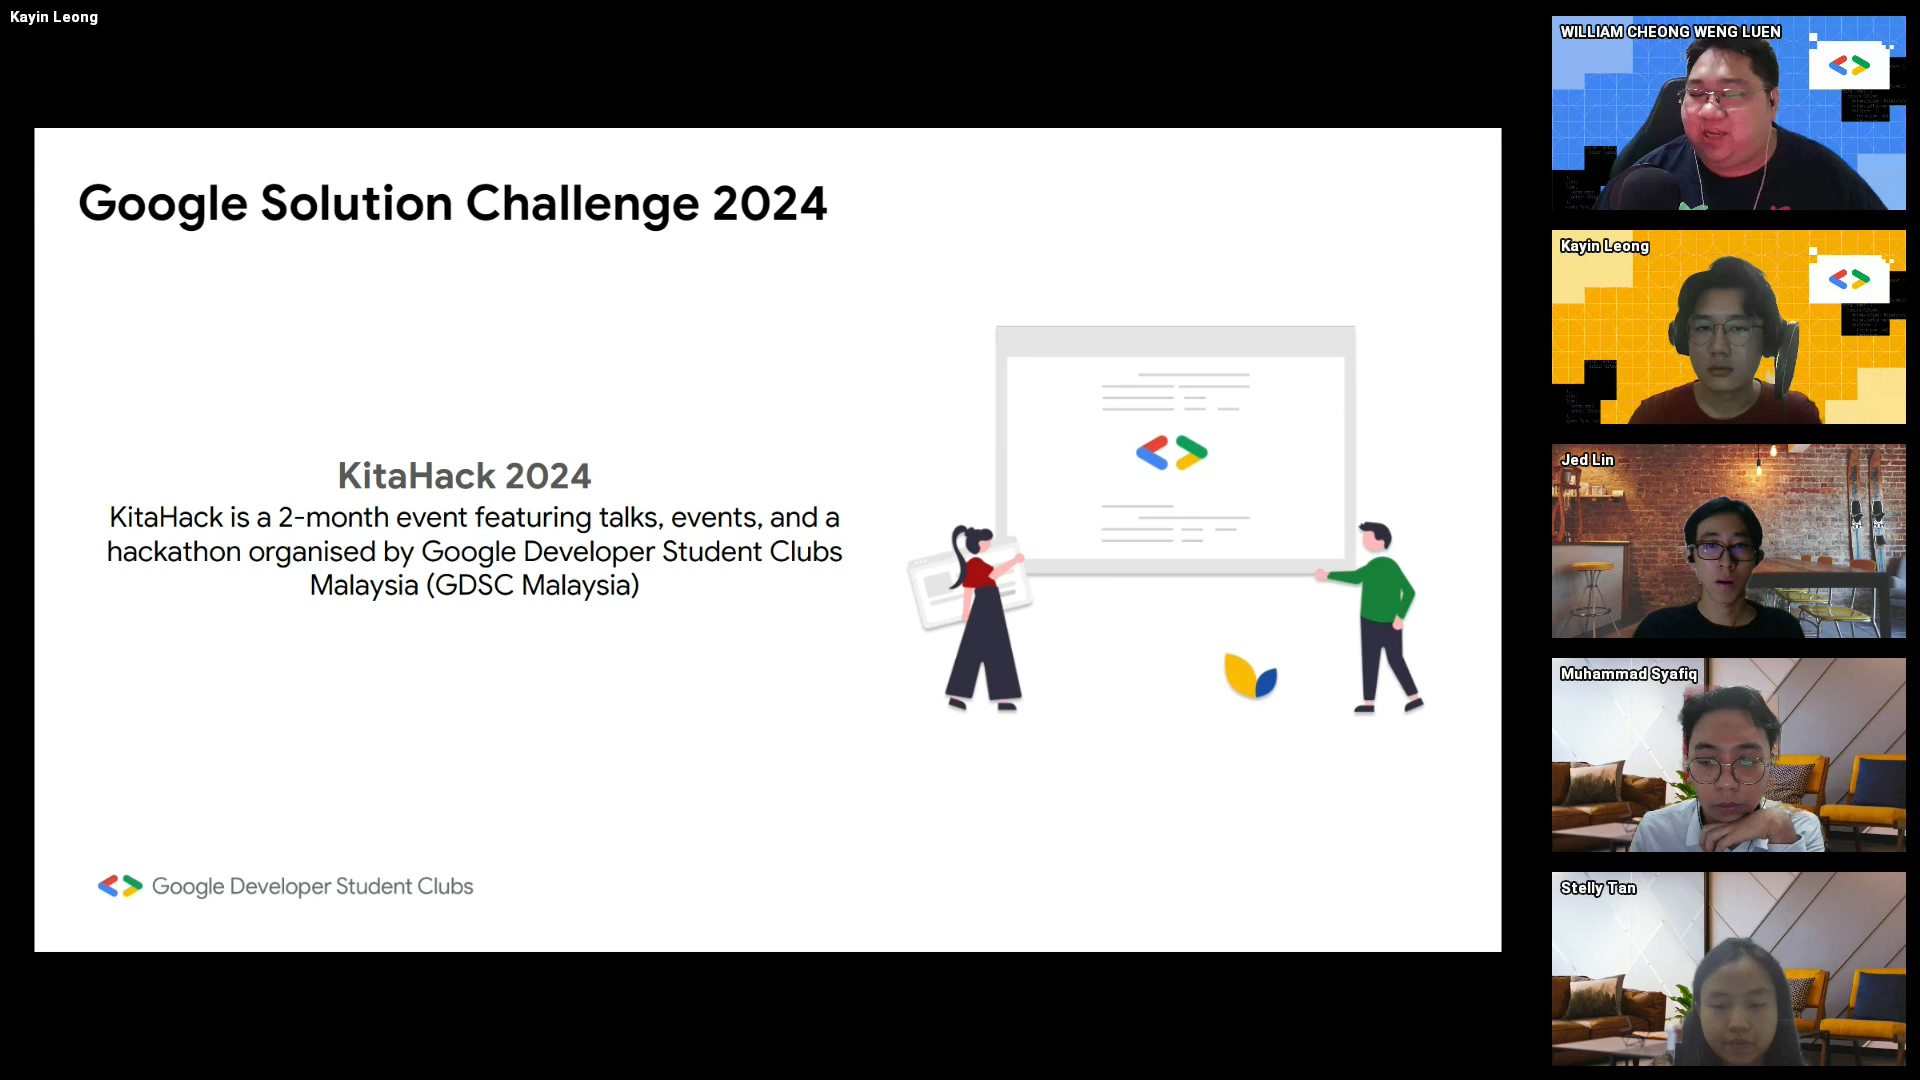 Kayin Leong
Google Solution Challenge 2024
KitaHack 2024
KitaHack is a 2-month event featuring talks, events, and a
hackathon organised by Google Developer Student Clubs
Malaysia (GDSC Malaysia)
Google Developer Student Clubs
WILLIAM CHEONG WENG LUEN
Kayin Leong
Jed Lin
Muhammad Syafiq
Stelly Tan